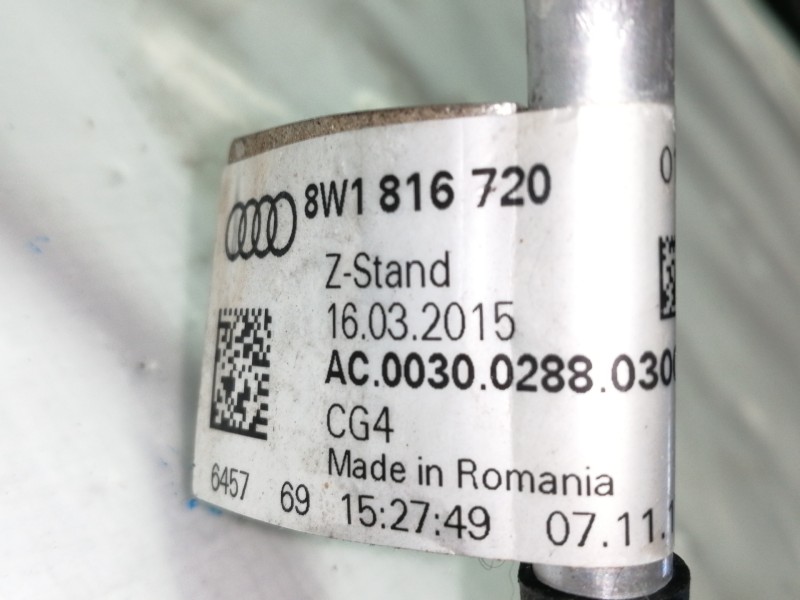 8W1 816 720
Z-Stand
16.03.2015
AC.0030.0288.030
CG4
Made in Romania
6457 69 15:27:49 07.11.